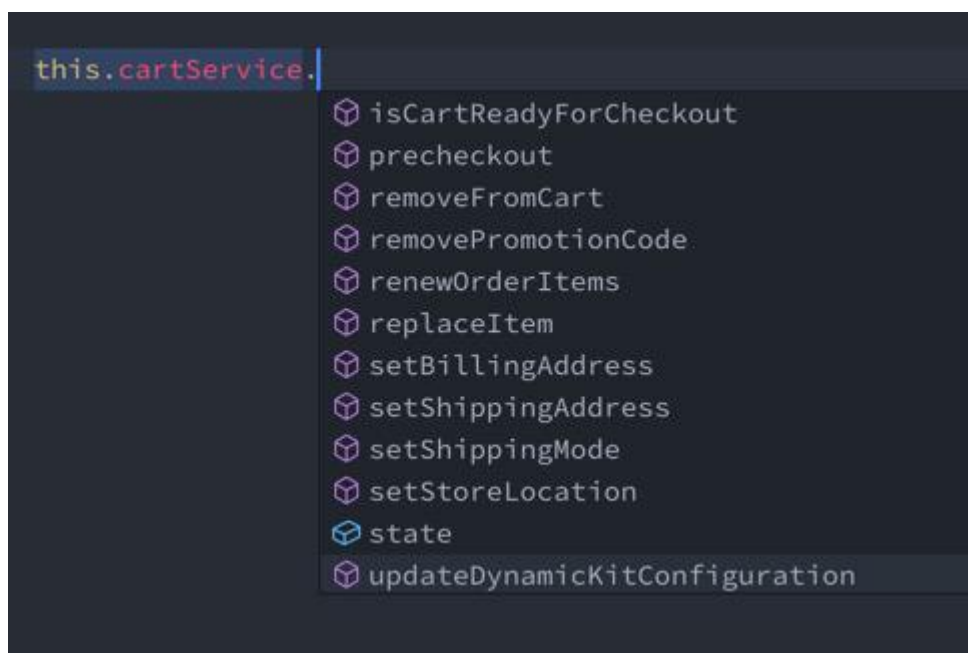 this.cartService.
isCartReadyForCheckout
precheckout
removeFromCart
removePromotionCode
renewOrderItems
replaceItem
setBillingAddress
setShippingAddress
setShippingMode
setStoreLocation
state
updateDynamicKitConfiguration